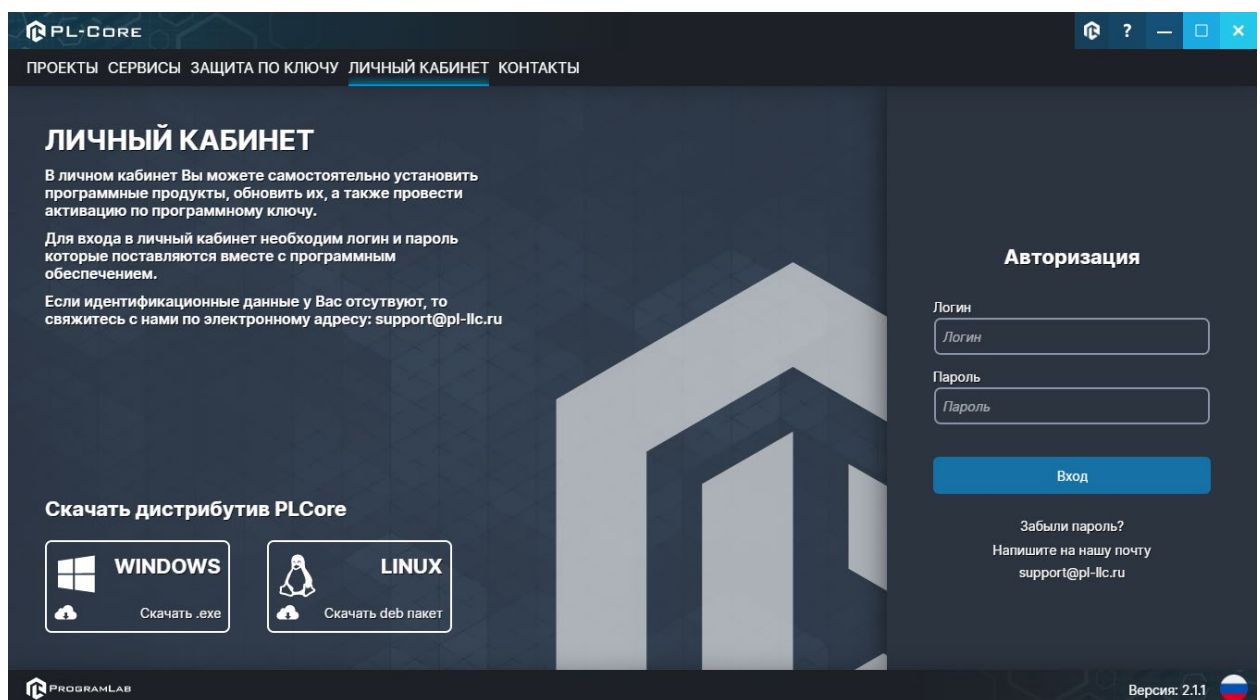 PL-CORE
?
ПРОЕКТЫ СЕРВИСЫ ЗАЩИТА ПО КЛЮЧУ ЛИЧНЫЙ КАБИНЕТ КОНТАКТЫ
ЛИЧНЫЙ КАБИНЕТ
В личном кабинет Вы можете самостоятельно установить
программные продукты, обновить их, а также провести
активацию по программному ключу.
Для входа в личный кабинет необходим логин и пароль
которые поставляются вместе с программным
обеспечением.
Если идентификационные данные у Вас отсутвуют, то
свяжитесь с нами по электронному адресу: support@pl-llc.ru
Скачать дистрибутив PLCore
WINDOWS
Скачать .exe
LINUX
Скачать deb пакет
Авторизация
Логин
Логин
Пароль
Пароль
Вход
Забыли пароль?
Напишите на нашу почту
support@pl-llc.ru
PROGRAMLAB
Версия: 2.1.1